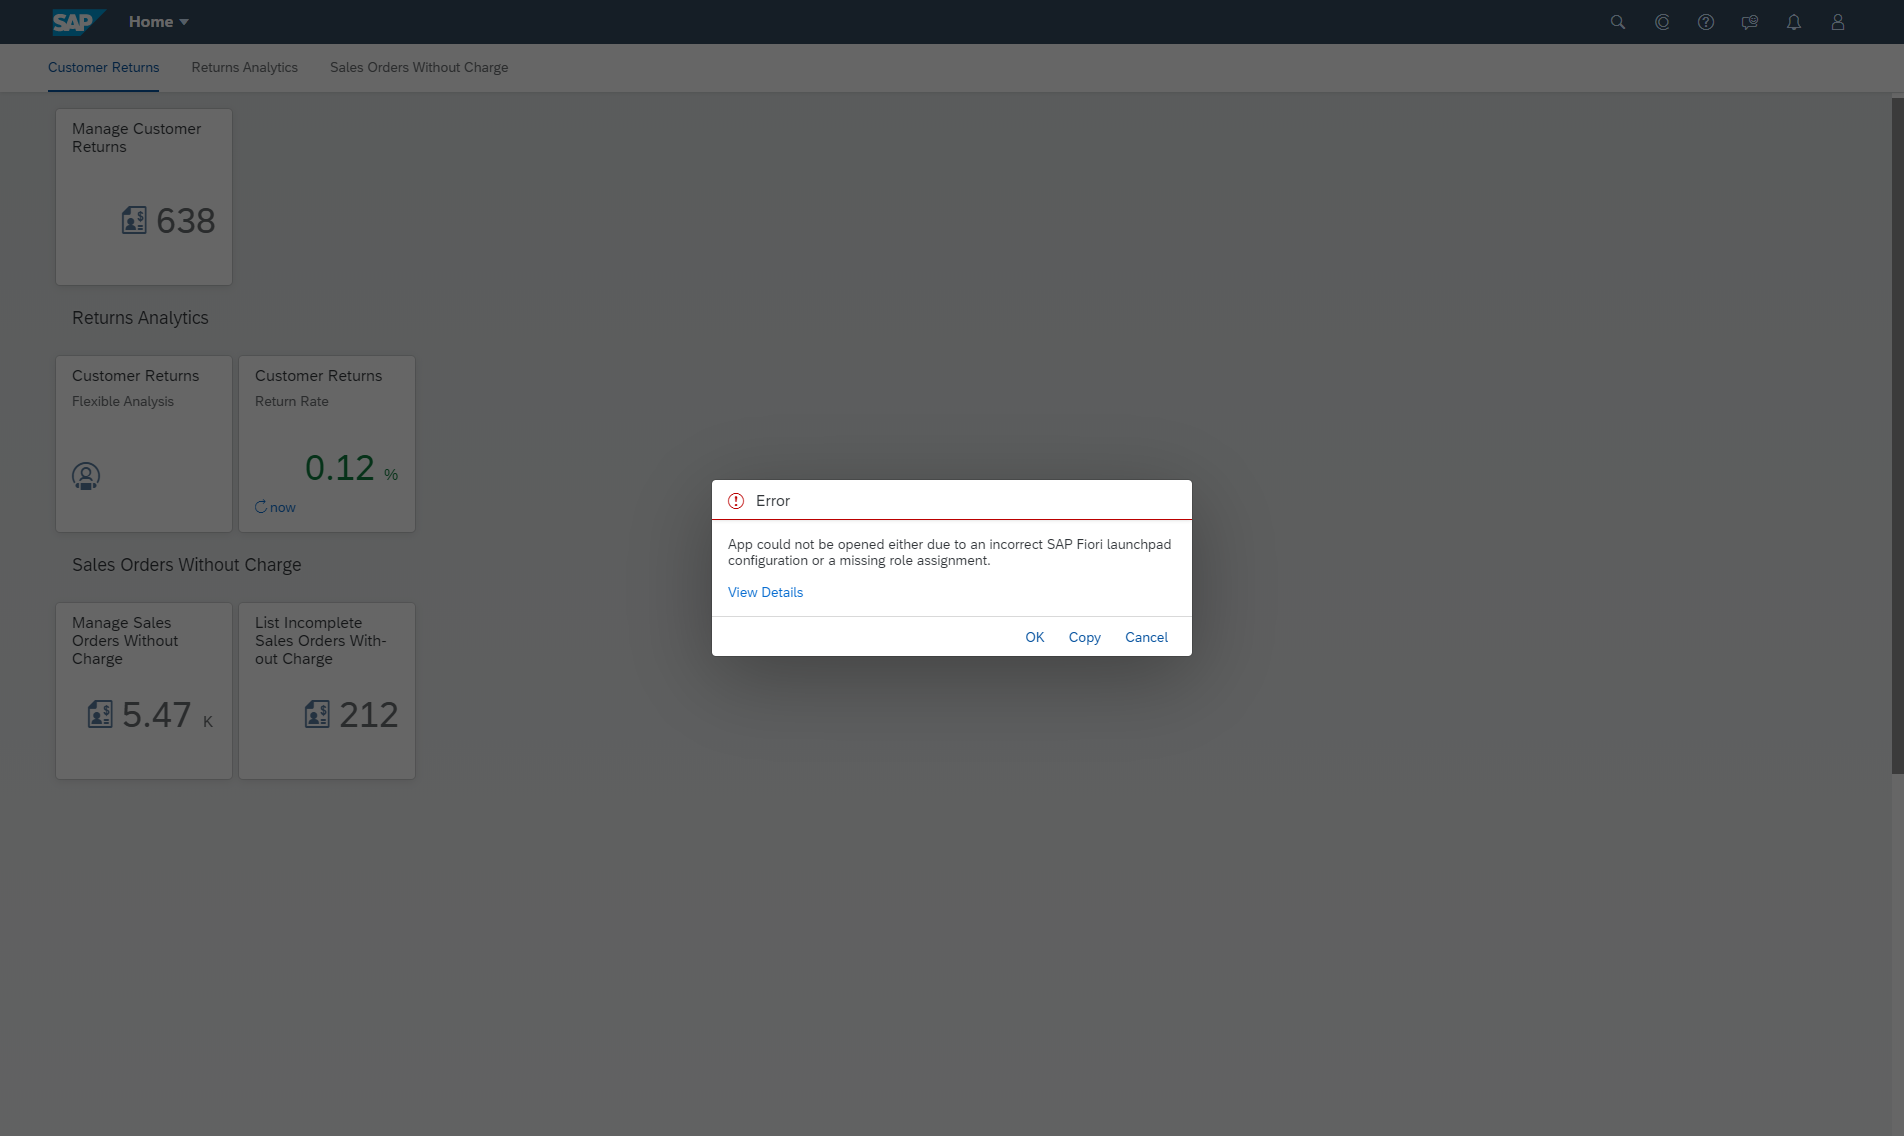 SAP Home
Customer Returns Returns Analytics Sales Orders Without Charge
Manage Customer
Returns
638
Returns Analytics
Customer Returns
Flexible Analysis
Customer Returns
Return Rate
0.12 %
now
Sales Orders Without Charge
Manage Sales
Orders Without
Charge
5.47 K
List Incomplete
Sales Orders With-
out Charge
212
Error
App could not be opened either due to an incorrect SAP Fiori launchpad
configuration or a missing role assignment.
View Details
OK Copy Cancel